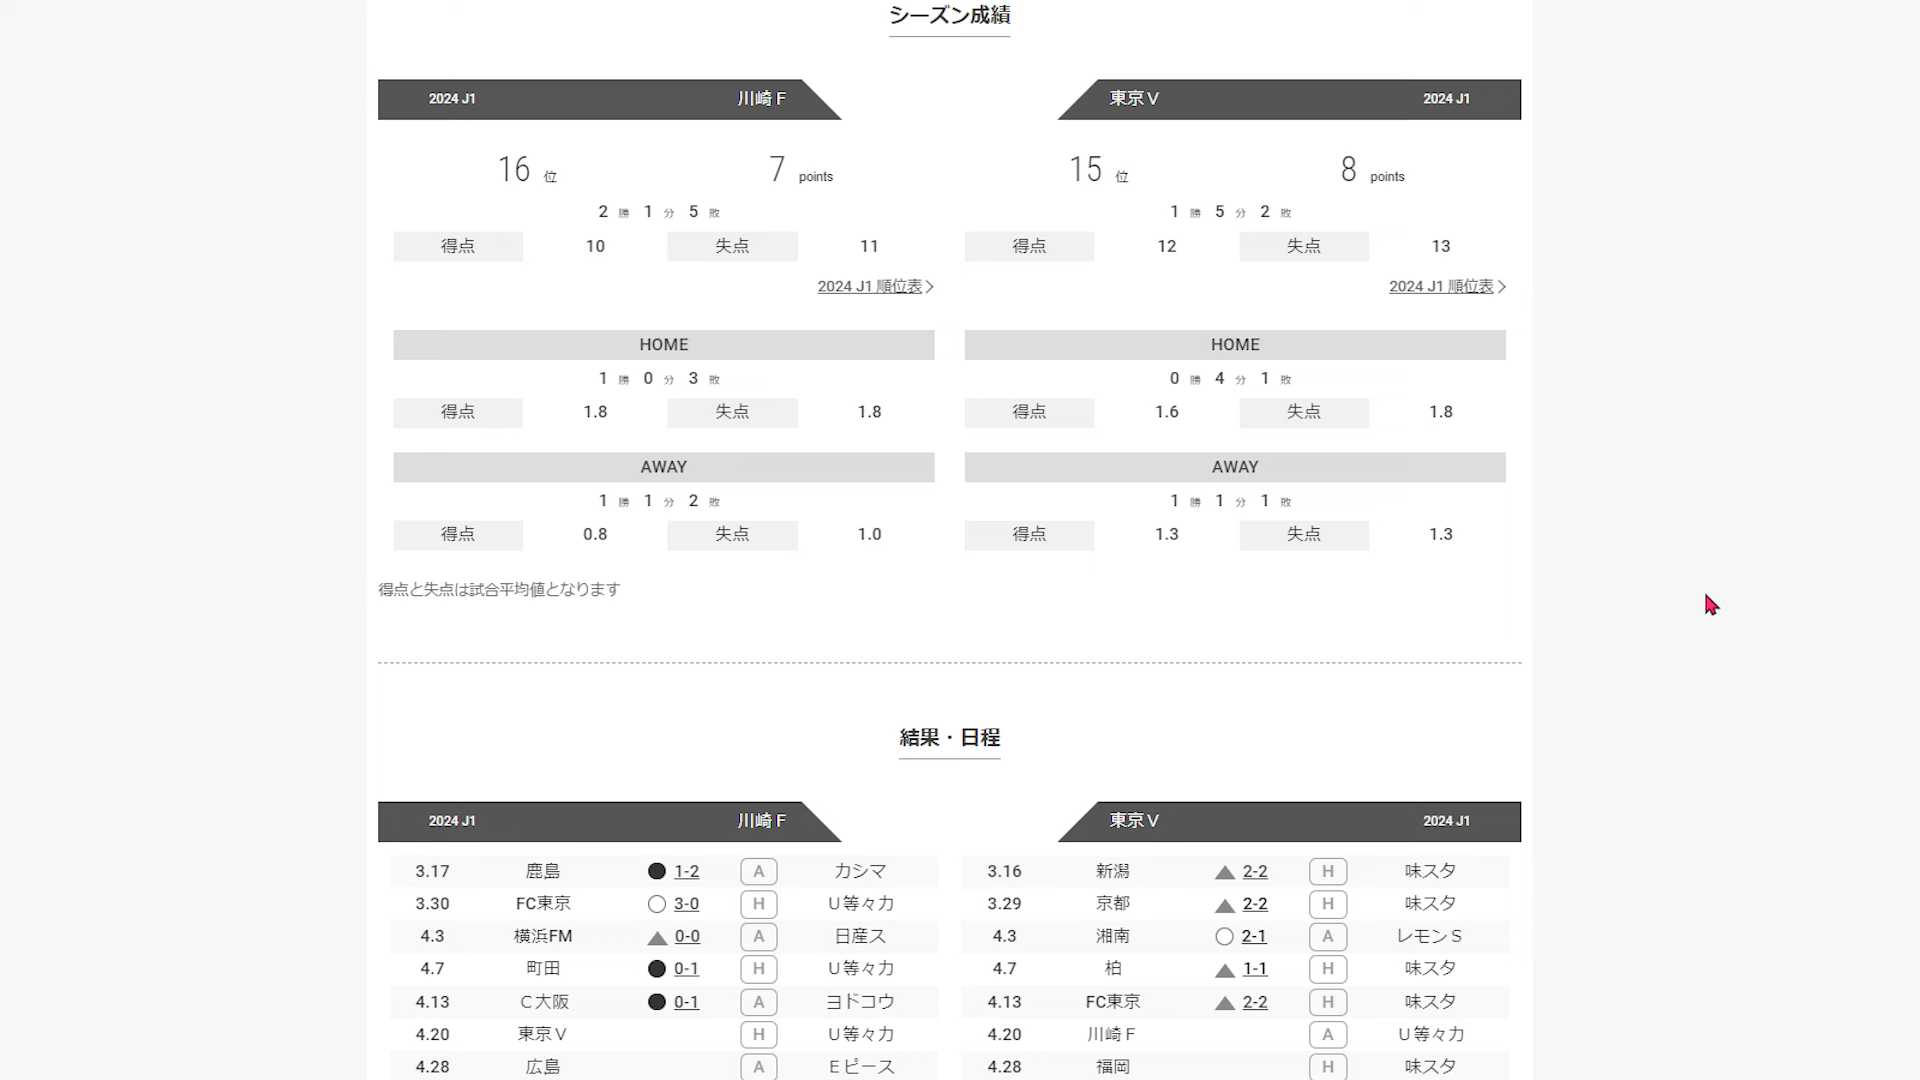 シーズン成績
2024 J1 川崎Ｆ
16 位 7 points
2 勝 1 分 5 敗
得点 10 失点 11
2024 J1 順位表
HOME
1 勝 0 分 3 敗
得点 1.8 失点 1.8
AWAY
1 勝 1 分 2 敗
得点 0.8 失点 1.0
東京Ｖ 2024 J1
15 位 8 points
1 勝 5 分 2 敗
得点 12 失点 13
2024 J1 順位表
HOME
0 勝 4 分 1 敗
得点 1.6 失点 1.8
AWAY
1 勝 1 分 1 敗
得点 1.3 失点 1.3
得点と失点は試合平均値となります
結果・日程
2024 J1 川崎Ｆ
3.17 鹿島 ● 1-2 A カシマ
3.30 FC東京 ○ 3-0 H Ｕ等々力
4.3 横浜FM ▲ 0-0 A 日産ス
4.7 町田 ● 0-1 H Ｕ等々力
4.13 Ｃ大阪 ● 0-1 A ヨドコウ
4.20 東京Ｖ H Ｕ等々力
4.28 広島 A Ｅピース
東京Ｖ 2024 J1
3.16 新潟 ▲ 2-2 H 味スタ
3.29 京都 ▲ 2-2 H 味スタ
4.3 湘南 ○ 2-1 A レモンＳ
4.7 柏 ▲ 1-1 H 味スタ
4.13 FC東京 ▲ 2-2 H 味スタ
4.20 川崎Ｆ A Ｕ等々力
4.28 福岡 H 味スタ